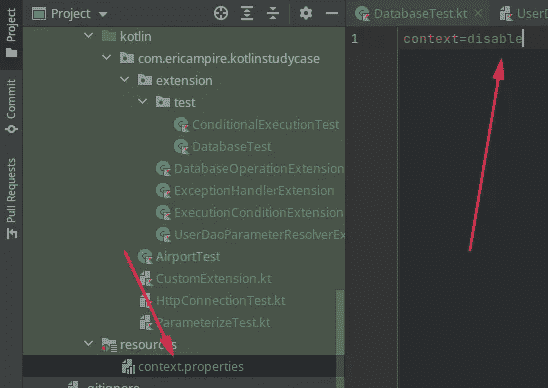 Project
Commit
Pull Requests
Project
kotlin
com.ericampire.kotlinstudycase
extension
test
ConditionalExecutionTest
DatabaseTest
DatabaseOperationExtension
ExceptionHandlerExtension
ExecutionConditionExtension
UserDaoParameterResolverEx
AirportTest
CustomExtension.kt
HttpConnectionTest.kt
ParameterizeTest.kt
resources
context.properties
.gitignore
DatabaseTest.kt
UserD
1
context=disable